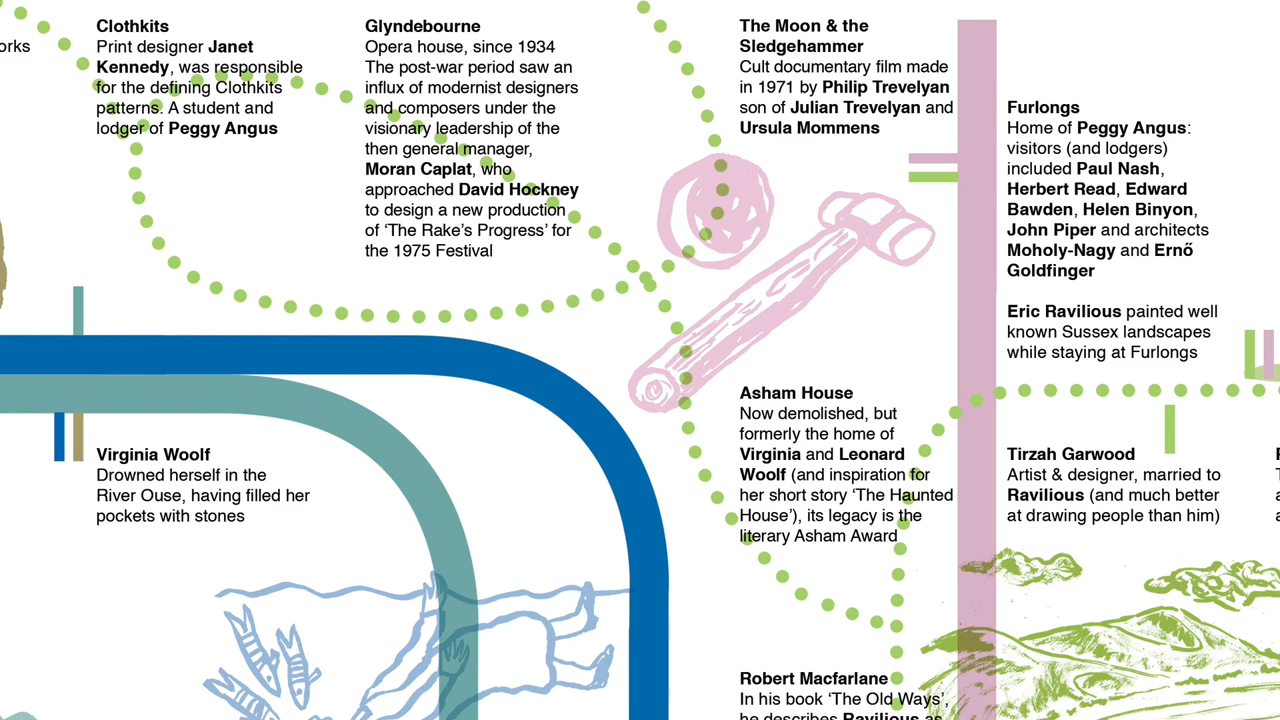 orks
Clothkits
Print designer Janet
Kennedy, was responsible
for the defining Clothkits
patterns. A student and
lodger of Peggy Angus
Glyndebourne
Opera house, since 1934
The post-war period saw an
influx of modernist designers
and composers under the
visionary leadership of the
then general manager,
Moran Caplat, who
approached David Hockney
to design a new production
of ‘The Rake’s Progress’ for
the 1975 Festival
The Moon & the
Sledgehammer
Cult documentary film made
in 1971 by Philip Trevelyan
son of Julian Trevelyan and
Ursula Mommens
Furlongs
Home of Peggy Angus:
visitors (and lodgers)
included Paul Nash,
Herbert Read, Edward
Bawden, Helen Binyon,
John Piper and architects
Moholy-Nagy and Ernő
Goldfinger
Eric Ravilious painted well
known Sussex landscapes
while staying at Furlongs
Virginia Woolf
Drowned herself in the
River Ouse, having filled her
pockets with stones
Asham House
Now demolished, but
formerly the home of
Virginia and Leonard
Woolf (and inspiration for
her short story ‘The Haunted
House’), its legacy is the
literary Asham Award
Tirzah Garwood
Artist & designer, married to
Ravilious (and much better
at drawing people than him)
Robert Macfarlane
In his book ‘The Old Ways’,
he describes Ravilious as